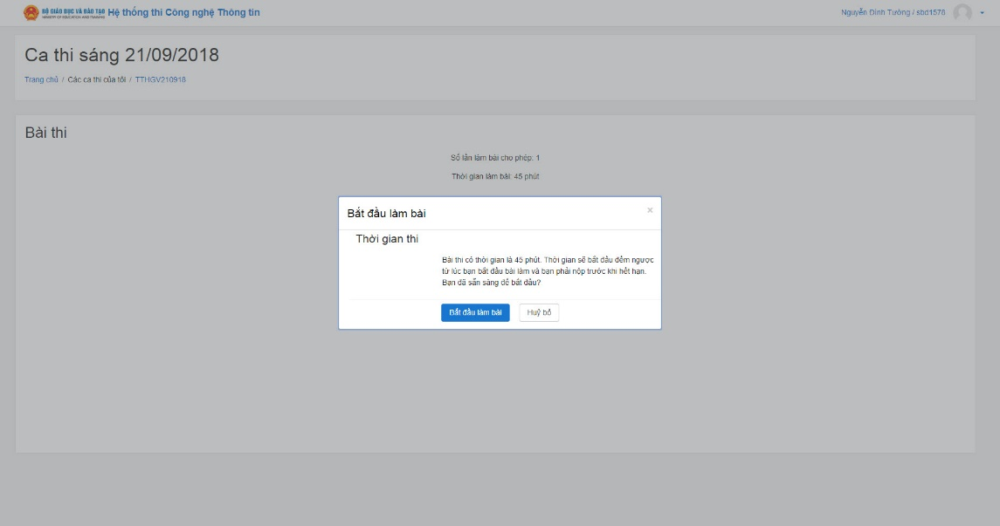 BỘ GIÁO DỤC VÀ ĐÀO TẠO
MINISTRY OF EDUCATION AND TRAINING
Hệ thống thi Công nghệ Thông tin
Nguyễn Đình Tưởng / sbd1578
Ca thi sáng 21/09/2018
Trang chủ / Các ca thi của tôi / TTHGV210918
Bài thi
Số lần làm bài cho phép: 1
Thời gian làm bài: 45 phút
Bắt đầu làm bài ×
Thời gian thi
Bài thi có thời gian là 45 phút. Thời gian sẽ bắt đầu đếm ngược
từ lúc bạn bắt đầu bài làm và bạn phải nộp trước khi hết hạn.
Bạn đã sẵn sàng để bắt đầu?
Bắt đầu làm bài
Huỷ bỏ